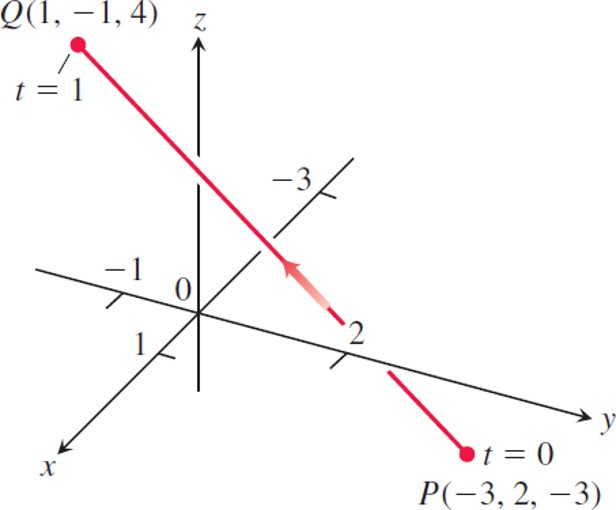 Q(1, −1, 4)
z
t = 1
−3
−1
0
2
1
y
x
t = 0
P(−3, 2, −3)